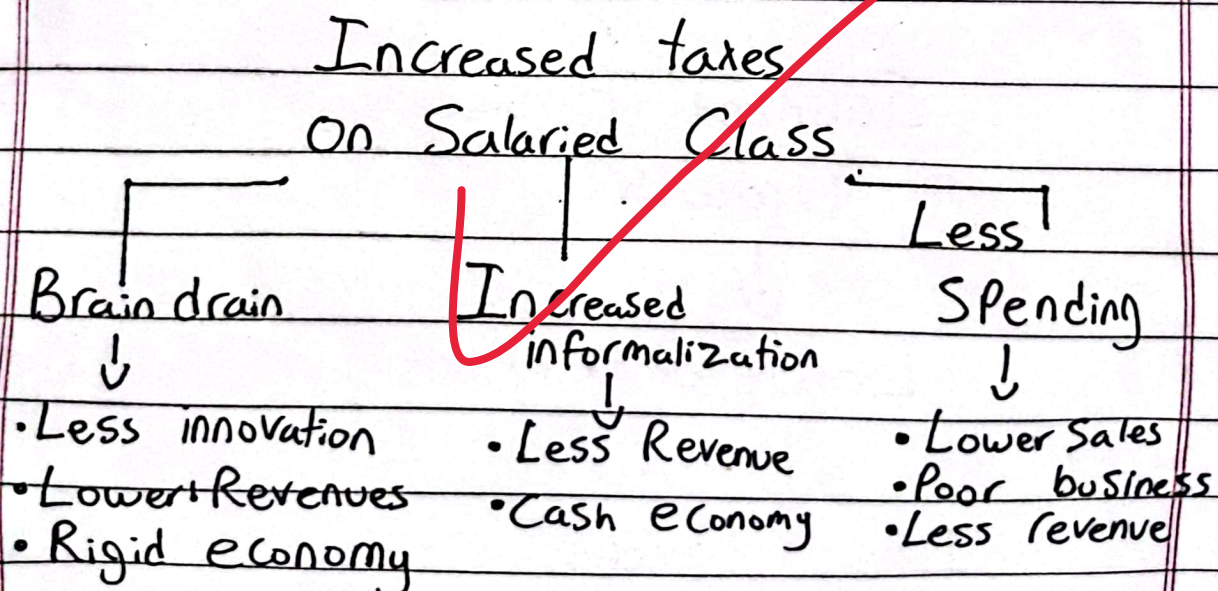 Increased taxes
on Salaried Class
Brain drain
• Less innovation
• Lower Revenues
• Rigid economy
Increased
informalization
• Less Revenue
• Cash economy
Less
Spending
• Lower Sales
• Poor business
• Less revenue